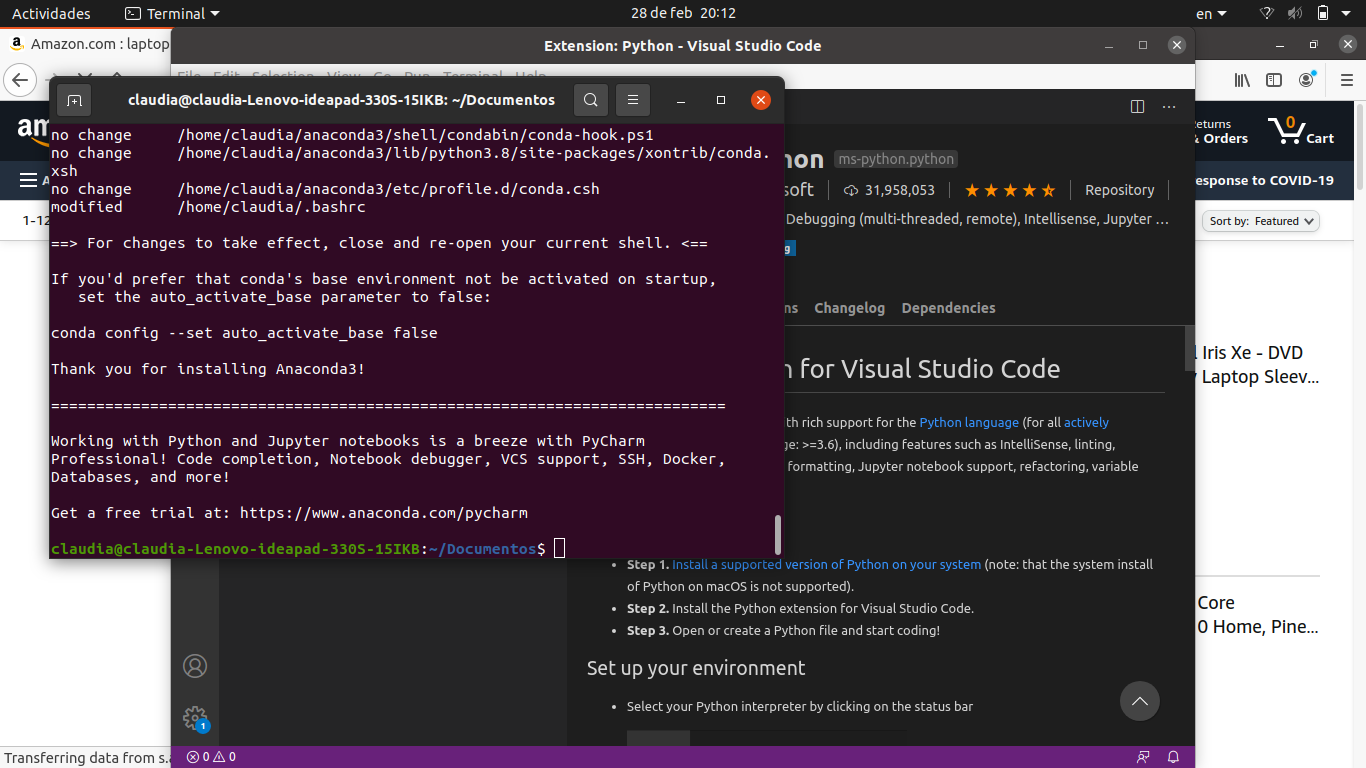 Actividades
Terminal
28 de feb 20:12
en
Amazon.com : laptop
Extension: Python - Visual Studio Code
File Edit Selection View Go Run Terminal Help
claudia@claudia-Lenovo-ideapad-330S-15IKB: ~/Documentos
no change /home/claudia/anaconda3/shell/condabin/conda-hook.ps1
no change /home/claudia/anaconda3/lib/python3.8/site-packages/xontrib/conda.
xsh
no change /home/claudia/anaconda3/etc/profile.d/conda.csh
modified /home/claudia/.bashrc
==> For changes to take effect, close and re-open your current shell. <==
If you'd prefer that conda's base environment not be activated on startup,
set the auto_activate_base parameter to false:
conda config --set auto_activate_base false
Thank you for installing Anaconda3!
===========================================================================
Working with Python and Jupyter notebooks is a breeze with PyCharm
Professional! Code completion, Notebook debugger, VCS support, SSH, Docker,
Databases, and more!
Get a free trial at: https://www.anaconda.com/pycharm
claudia@claudia-Lenovo-ideapad-330S-15IKB:~/Documentos$
hon ms-python.python
soft 31,958,053 Repository
Debugging (multi-threaded, remote), Intellisense, Jupyter ...
g
ns Changelog Dependencies
n for Visual Studio Code
th rich support for the Python language (for all actively
ge: >=3.6), including features such as IntelliSense, linting,
formatting, Jupyter notebook support, refactoring, variable
Step 1. Install a supported version of Python on your system (note: that the system install
of Python on macOS is not supported).
Step 2. Install the Python extension for Visual Studio Code.
Step 3. Open or create a Python file and start coding!
Set up your environment
Select your Python interpreter by clicking on the status bar
1
0 0
am
A
1-12
eturns
& Orders
0
Cart
esponse to COVID-19
Sort by: Featured
l Iris Xe - DVD
y Laptop Sleev...
Core
0 Home, Pine...
Transferring data from s.a